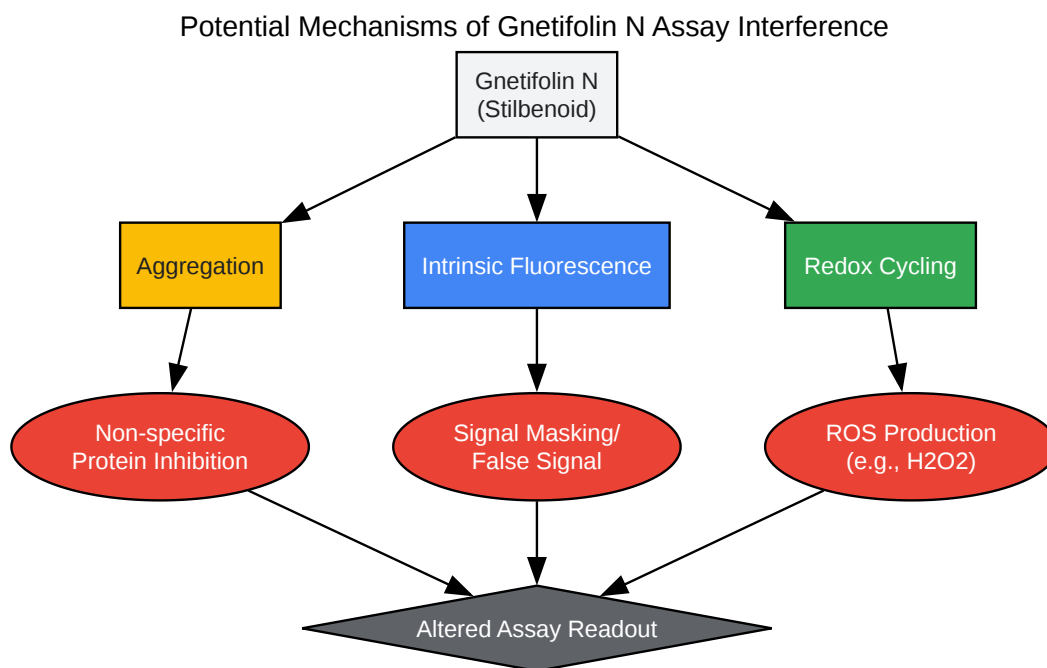 Potential Mechanisms of Gnetifolin N Assay Interference
Gnetifolin N
(Stilbenoid)
Aggregation
Intrinsic Fluorescence
Redox Cycling
Non-specific
Protein Inhibition
Signal Masking/
False Signal
ROS Production
(e.g., H2O2)
Altered Assay Readout